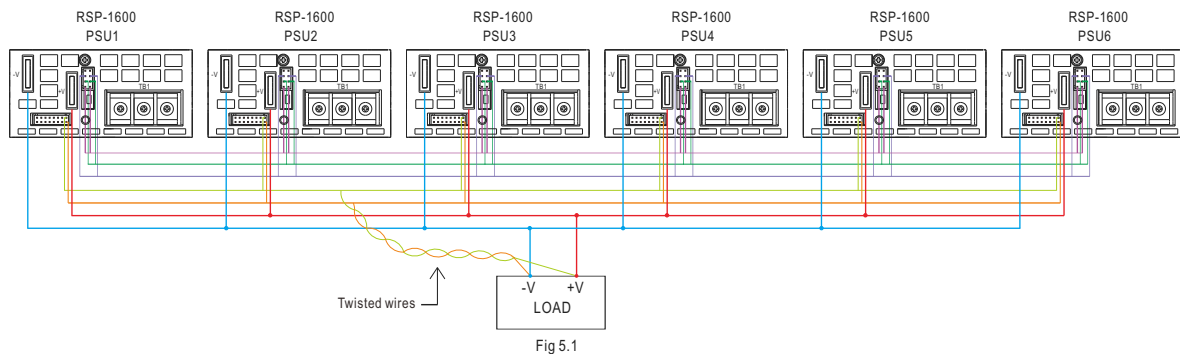 RSP-1600 RSP-1600 RSP-1600 RSP-1600 RSP-1600 RSP-1600
PSU1 PSU2 PSU3 PSU4 PSU5 PSU6
-V -V -V -V -V -V
+V +V +V +V +V +V
TB1 TB1 TB1 TB1 TB1 TB1
-V +V
Twisted wires
LOAD
Fig 5.1